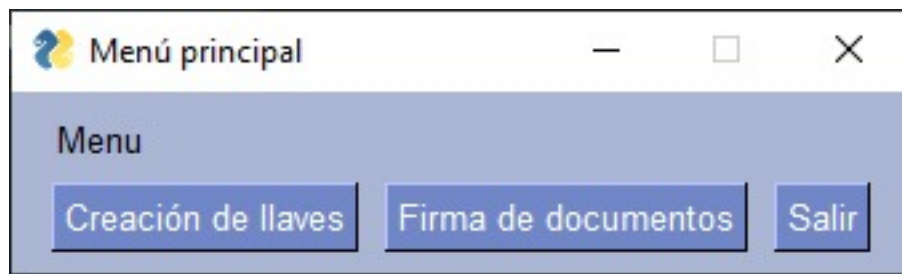 Menú principal
Menu
Creación de llaves Firma de documentos Salir